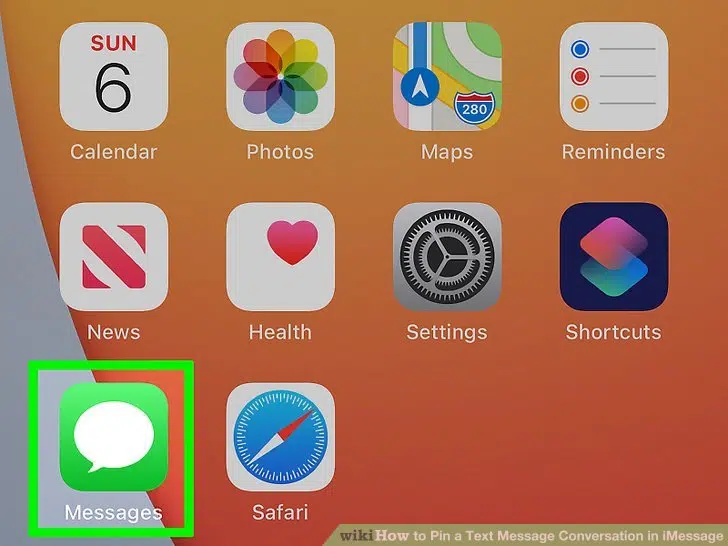 SUN
6
280
Calendar
Photos
Maps
Reminders
News
Health
Settings
Shortcuts
Messages
Safari
wikiHow to Pin a Text Message Conversation in iMessage